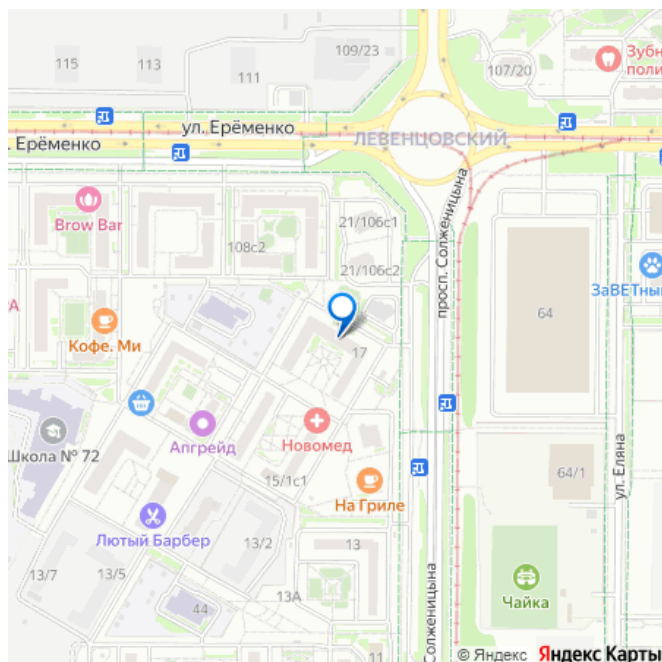 115
113
111
109/23
107/20
Зубн
поли
ул. Ерёменко
ЛЕВЕНЦОВСКИЙ
. Ерёменко
Brow Bar
108с2
21/106с1
21/106с2
просп. Солженицына
ЗаВЕТны
64
Кофе. Ми
17
Школа № 72
Апгрейд
Новомед
15/1с1
На Гриле
64/1
ул. Еляна
Лютый Барбер
13/2
13
13/7
13/5
13А
44
Чайка
Солженицына
11
© Яндекс
Яндекс Карты